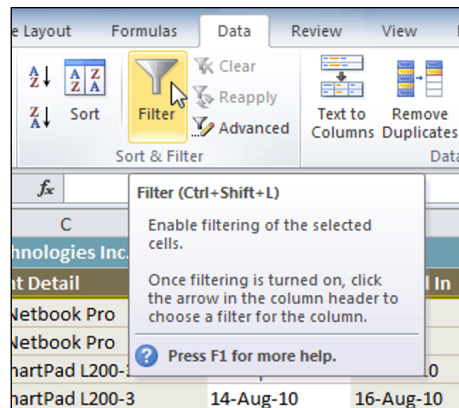 e Layout Formulas Data Review View
A Z Z A Sort Filter Clear
Reapply
Advanced
Text to Columns Remove Duplicates
Sort & Filter Data
fx
Filter (Ctrl+Shift+L)
Enable filtering of the selected
cells.
Once filtering is turned on, click
the arrow in the column header to
choose a filter for the column.
Press F1 for more help.
C
hnologies Inc.
nt Detail d In
Netbook Pro
Netbook Pro
martPad L200-3 10
martPad L200-3 14-Aug-10 16-Aug-10